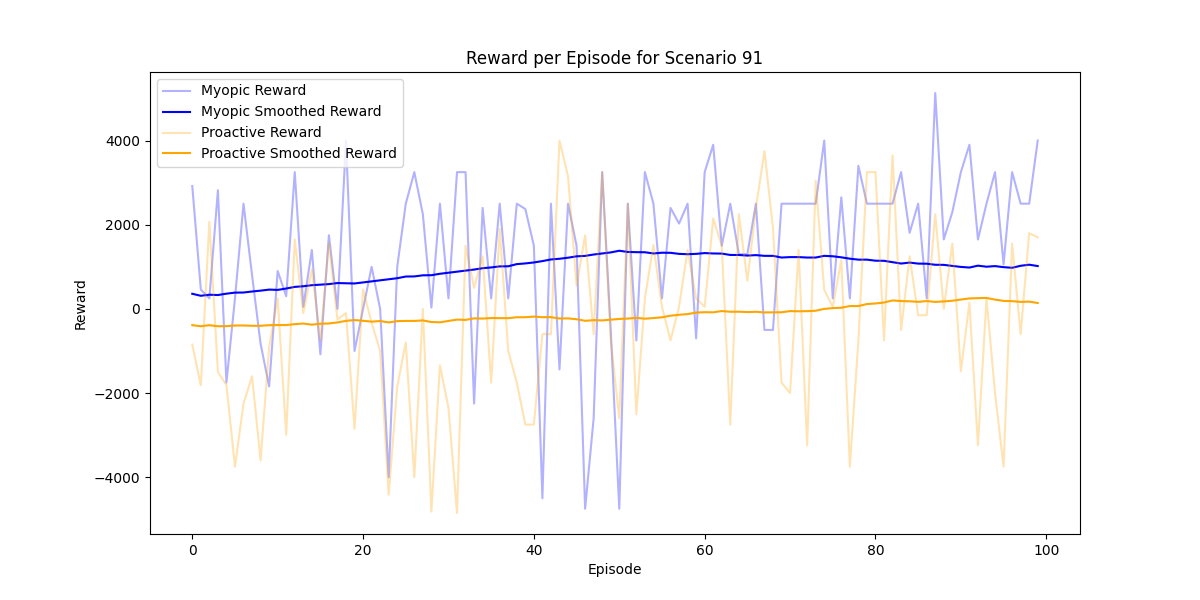 Reward per Episode for Scenario 91
Myopic Reward
Myopic Smoothed Reward
Proactive Reward
Proactive Smoothed Reward
4000
2000
0
−2000
−4000
Reward
0 20 40 60 80 100
Episode